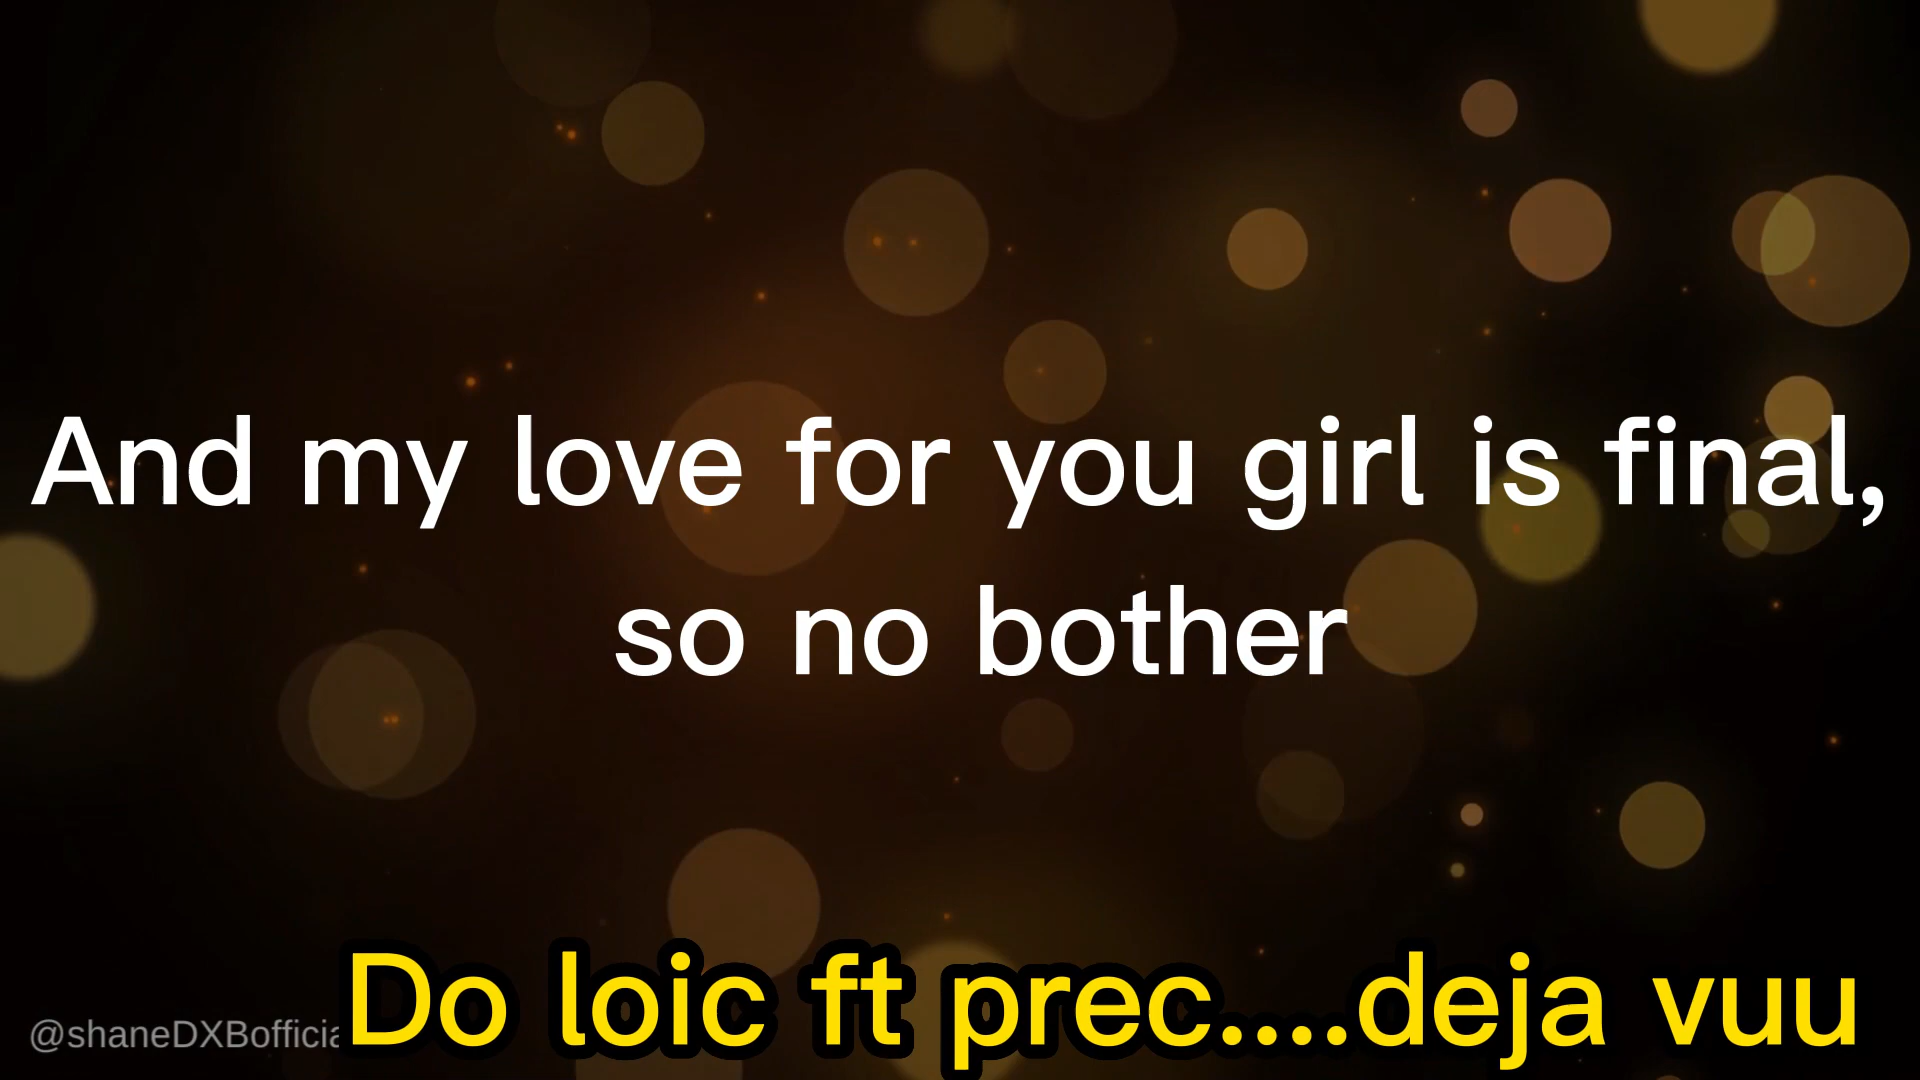 And my love for you girl is final,
so no bother
Do loic ft prec....deja vuu
@shaneDXBofficia